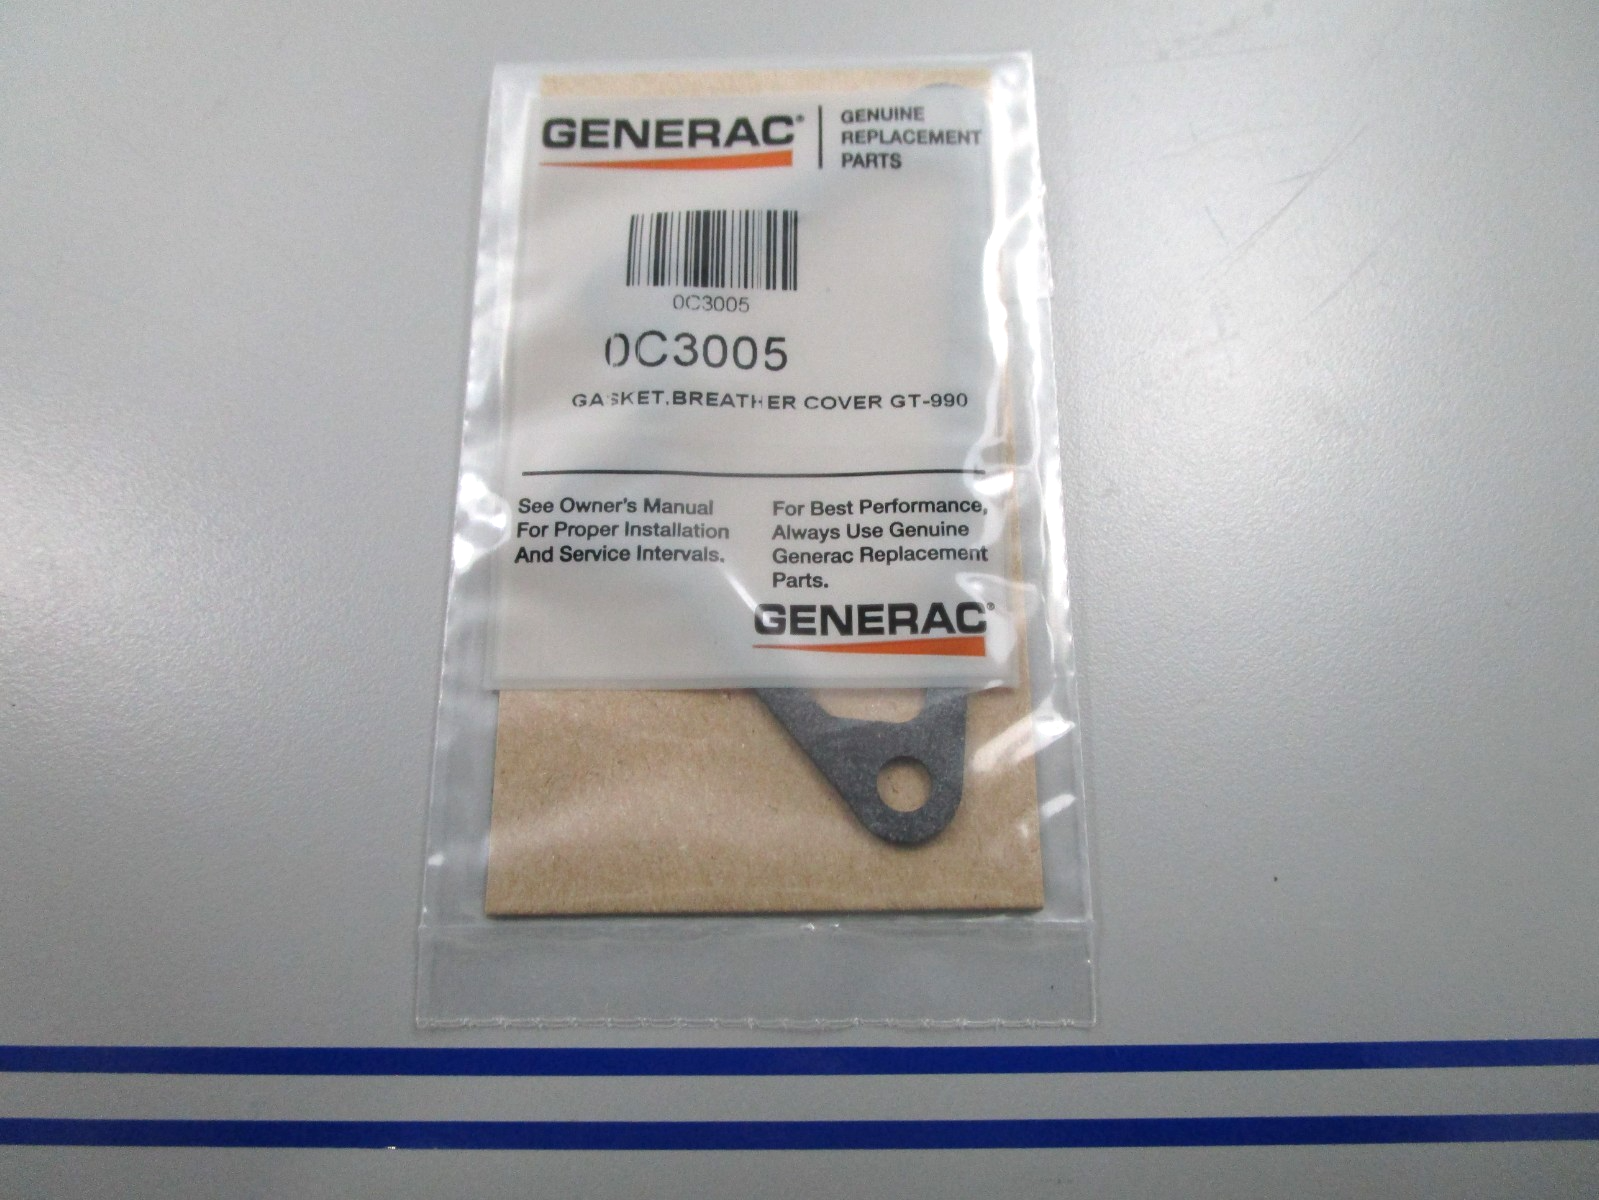 GENERAC®
GENUINE
REPLACEMENT
PARTS
0C3005
0C3005
GASKET,BREATHER COVER GT-990
See Owner's Manual
For Proper Installation
And Service Intervals.
For Best Performance,
Always Use Genuine
Generac Replacement
Parts.
GENERAC®